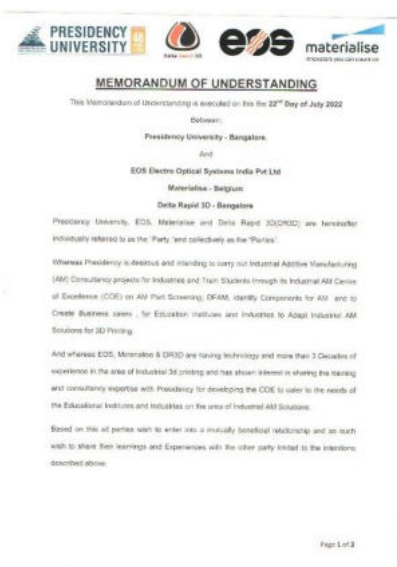 PRESIDENCY
UNIVERSITY
Delta Rapid 3D
eos
materialise
innovators you can count on
MEMORANDUM OF UNDERSTANDING
This Memorandum of Understanding is executed on this the 22nd Day of July 2022
Between:
Presidency University - Bangalore.
And
EOS Electro Optical Systems India Pvt Ltd
Materialise - Belgium
Delta Rapid 3D - Bangalore
Presidency University, EOS, Materialise and Delta Rapid 3D(DR3D) are hereinafter
individually referred to as the "Party "and collectively as the "Parties".
Whereas Presidency is desirous and intending to carry out Industrial Additive Manufacturing
(AM) Consultancy projects for Industries and Train Students through its Industrial AM Centre
of Excellence (COE) on AM Part Screening, DFAM, identify Components for AM and to
Create Business cases , for Education Institutes and Industries to Adapt Industrial AM
Solutions for 3D Printing.
And whereas EOS, Materialise & DR3D are having technology and more than 3 Decades of
experience in the area of Industrial 3d printing and has shown interest in sharing the training
and consultancy expertise with Presidency for developing the COE to cater to the needs of
the Educational Institutes and Industries on the area of Industrial AM Solutions.
Based on this all parties wish to enter into a mutually beneficial relationship and as such
wish to share their learnings and Experiences with the other party limited to the intentions
described above.
Page 1 of 3